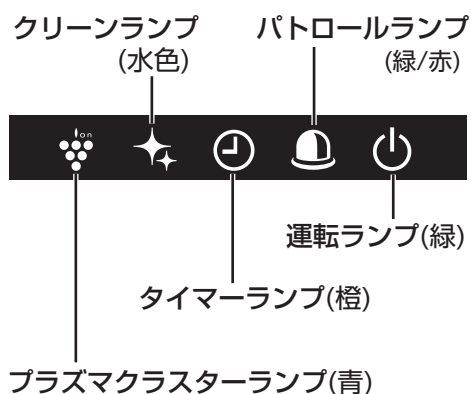 クリーンランプ
(水色)
パトロールランプ
(緑/赤)
ion
運転ランプ(緑)
タイマーランプ(橙)
プラズマクラスターランプ(青)